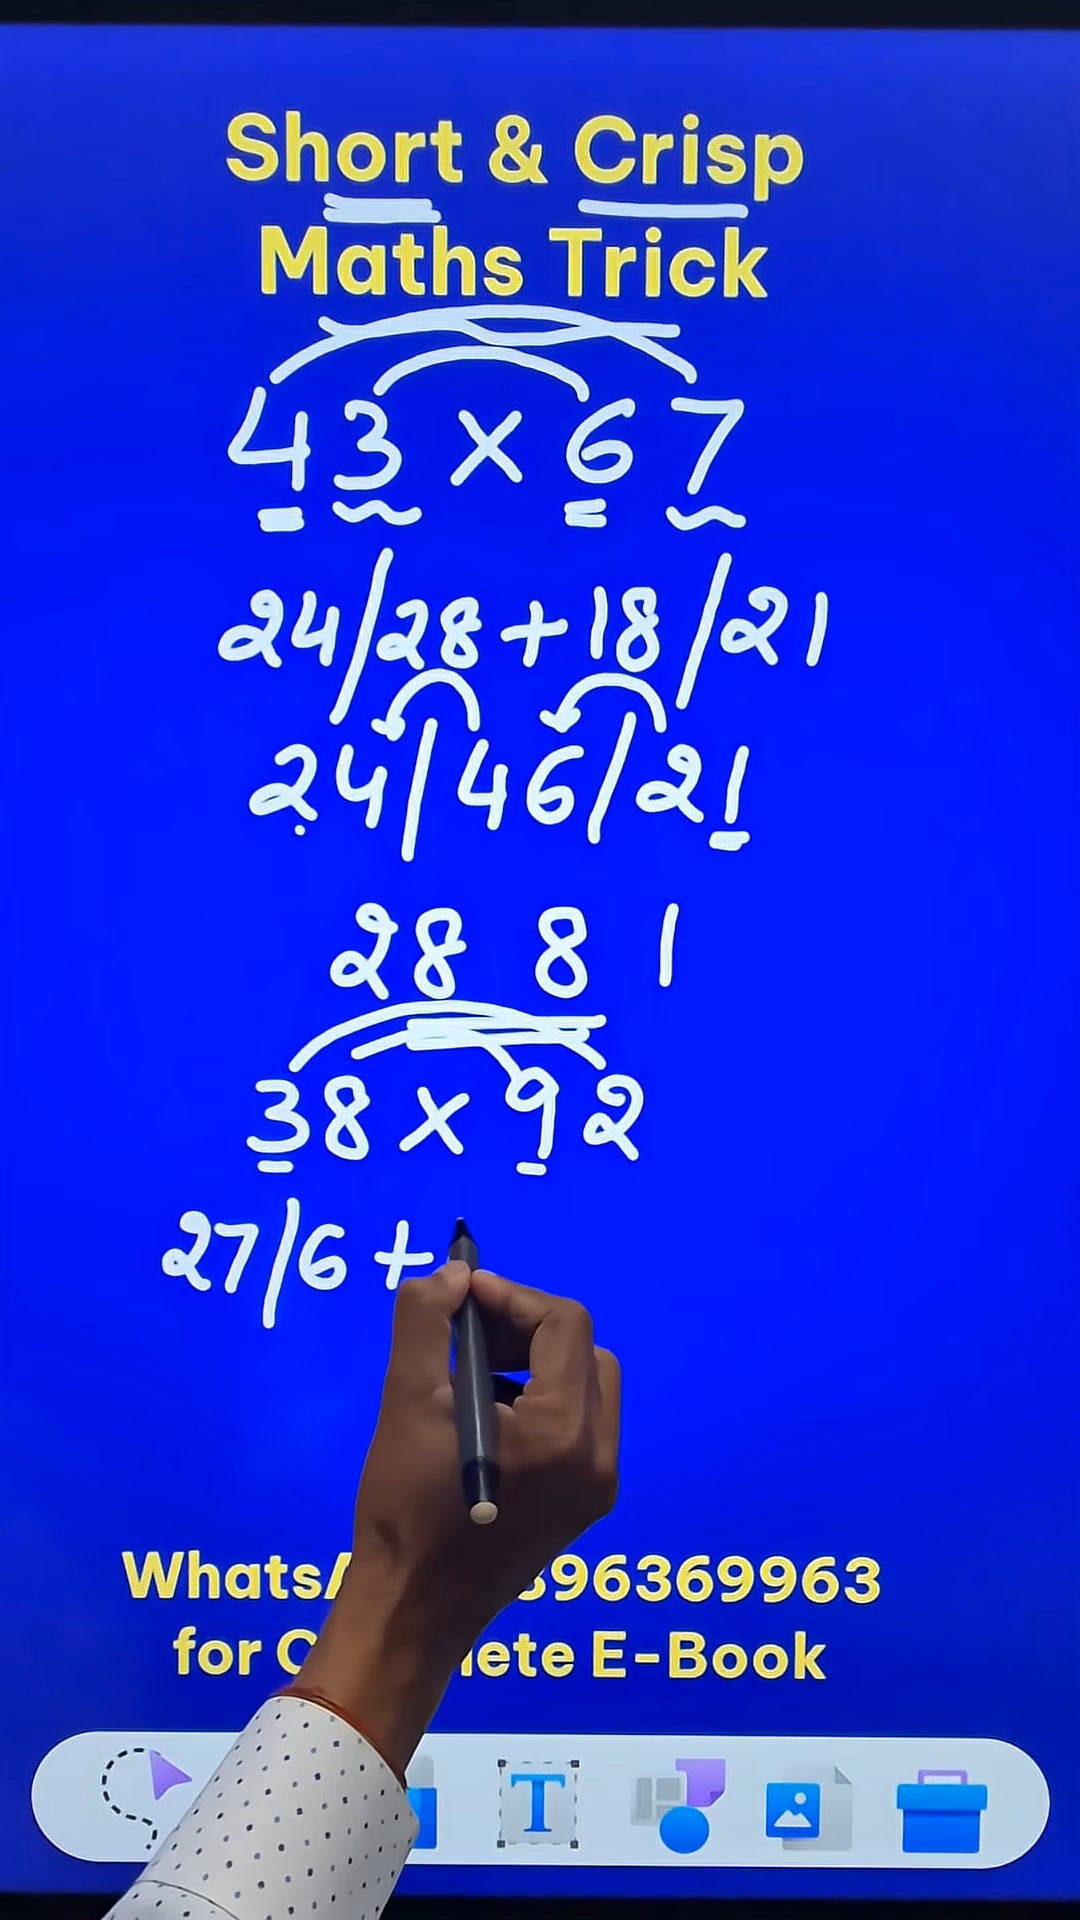 Short & Crisp
Maths Trick
43 × 67
24/28+18/21
24/46/21
28 8 1
38×92
27/6+
96369963
for E-Book